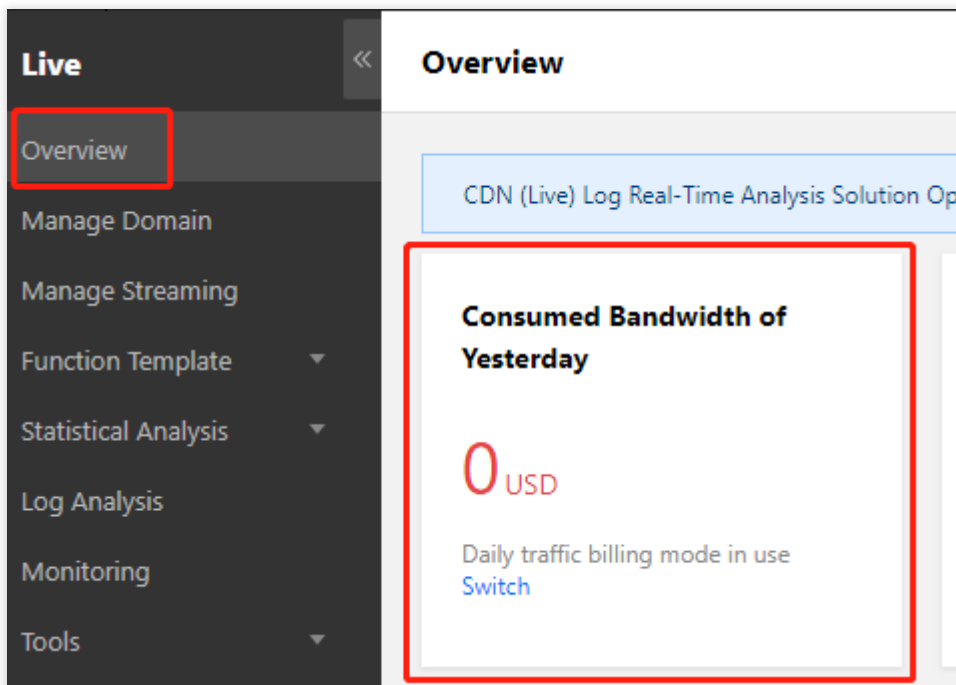 Live
Overview
Manage Domain
Manage Streaming
Function Template
Statistical Analysis
Log Analysis
Monitoring
Tools
Overview
CDN (Live) Log Real-Time Analysis Solution Op
Consumed Bandwidth of
Yesterday
0 USD
Daily traffic billing mode in use
Switch